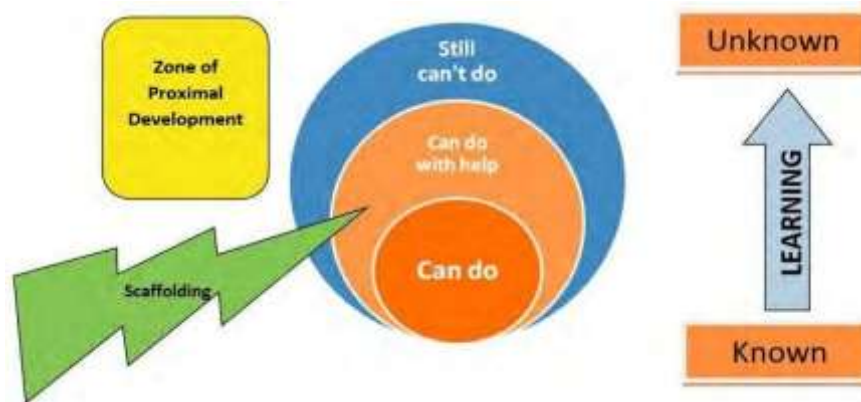 Zone of
Proximal
Development
Still
can't do
Can do
with help
Can do
Scaffolding
Unknown
LEARNING
Known